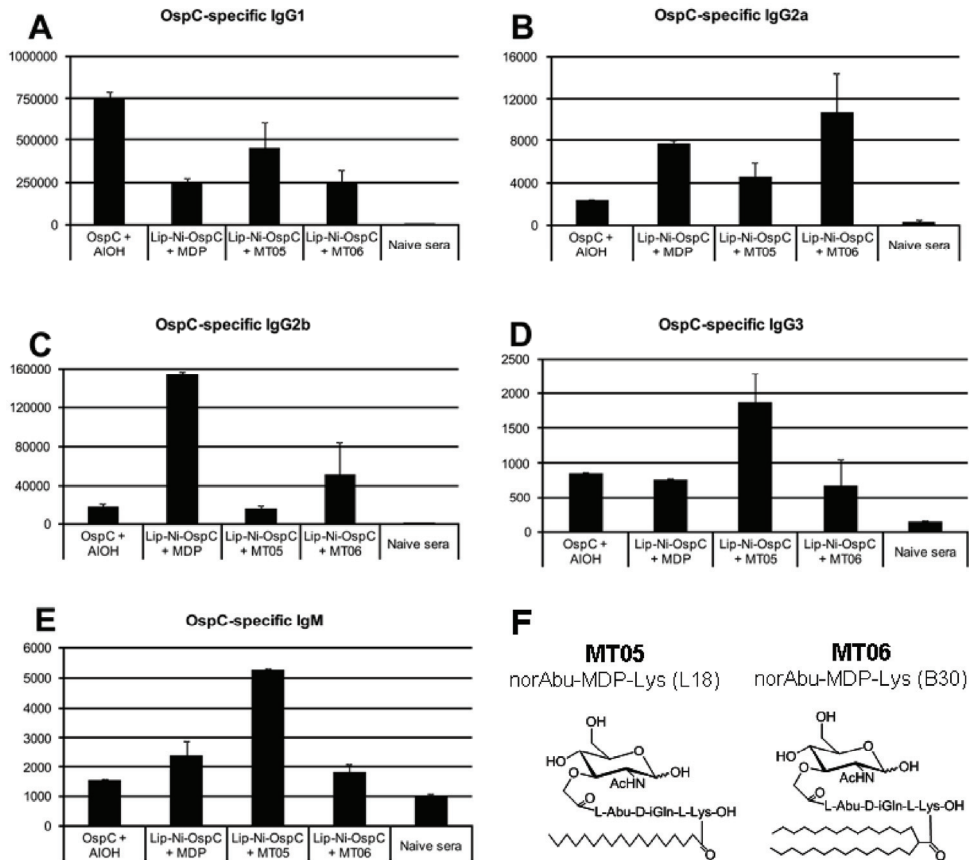 A
OspC-specific IgG1
1000000
750000
500000
250000
0
OspC + AlOH
Lip-Ni-OspC + MDP
Lip-Ni-OspC + MT05
Lip-Ni-OspC + MT06
Naive sera
B
OspC-specific IgG2a
16000
12000
8000
4000
0
OspC + AlOH
Lip-Ni-OspC + MDP
Lip-Ni-OspC + MT05
Lip-Ni-OspC + MT06
Naive sera
C
OspC-specific IgG2b
160000
120000
80000
40000
0
OspC + AlOH
Lip-Ni-OspC + MDP
Lip-Ni-OspC + MT05
Lip-Ni-OspC + MT06
Naive sera
D
OspC-specific IgG3
2500
2000
1500
1000
500
0
OspC + AlOH
Lip-Ni-OspC + MDP
Lip-Ni-OspC + MT05
Lip-Ni-OspC + MT06
Naive sera
E
OspC-specific IgM
6000
5000
4000
3000
2000
1000
0
OspC + AlOH
Lip-Ni-OspC + MDP
Lip-Ni-OspC + MT05
Lip-Ni-OspC + MT06
Naive sera
F
MT05
norAbu-MDP-Lys (L18)
OH
HO
O
O
AcHN
OH
O
L-Abu-D-iGln-L-Lys-OH
O
MT06
norAbu-MDP-Lys (B30)
OH
HO
O
O
AcHN
OH
O
L-Abu-D-iGln-L-Lys-OH
O